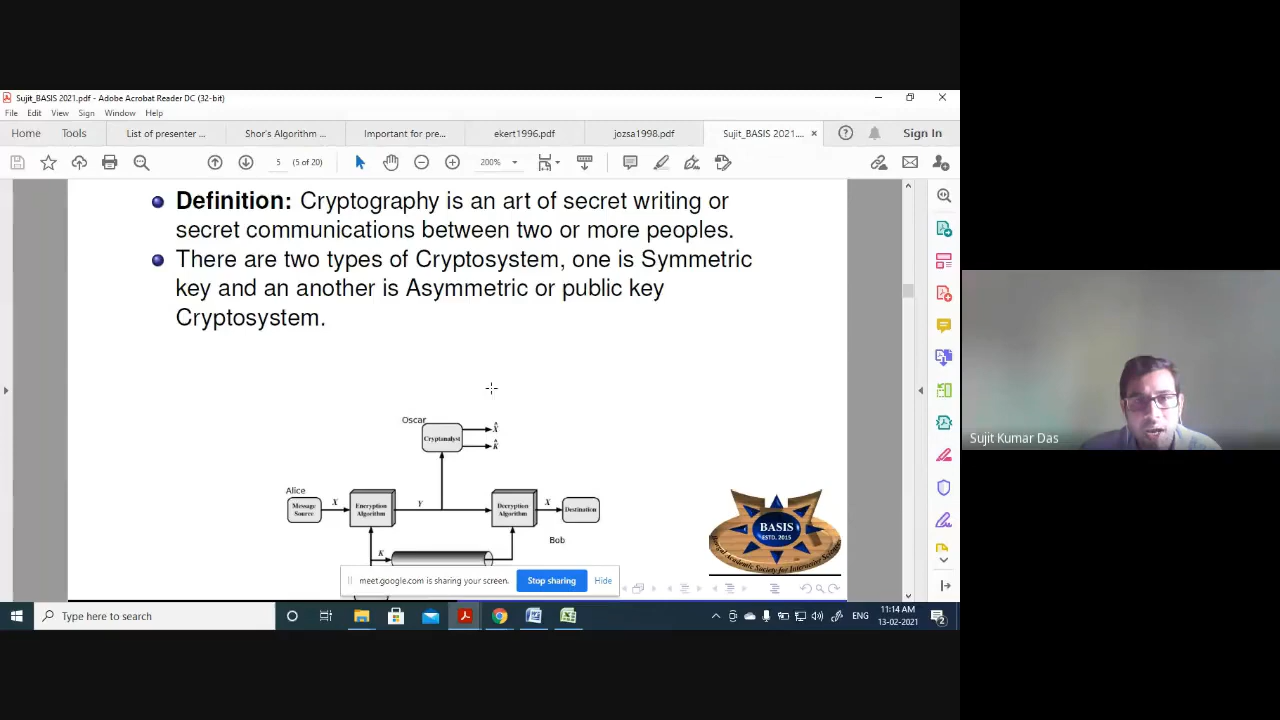 Sujit_BASIS 2021.pdf - Adobe Acrobat Reader DC (32-bit)
File Edit View Window Sign Help
Home Tools List of presenter ... Shor's Algorithm ... Important for pre... ekert1996.pdf jozsa1998.pdf Sujit_BASIS 2021.... Sign In
5 (5 of 20) 200%
Definition: Cryptography is an art of secret writing or
secret communications between two or more peoples.
There are two types of Cryptosystem, one is Symmetric
key and an another is Asymmetric or public key
Cryptosystem.
Oscar
Cryptanalyst
X̂
K̂
Alice
Message
Source
X
Encryption
Algorithm
Y
Decryption
Algorithm
X
Destination
Bob
K
BASIS
ESTD. 2015
meet.google.com is sharing your screen. Stop sharing Hide
Sujit Kumar Das
Type here to search
ENG
11:14 AM
13-02-2021
2